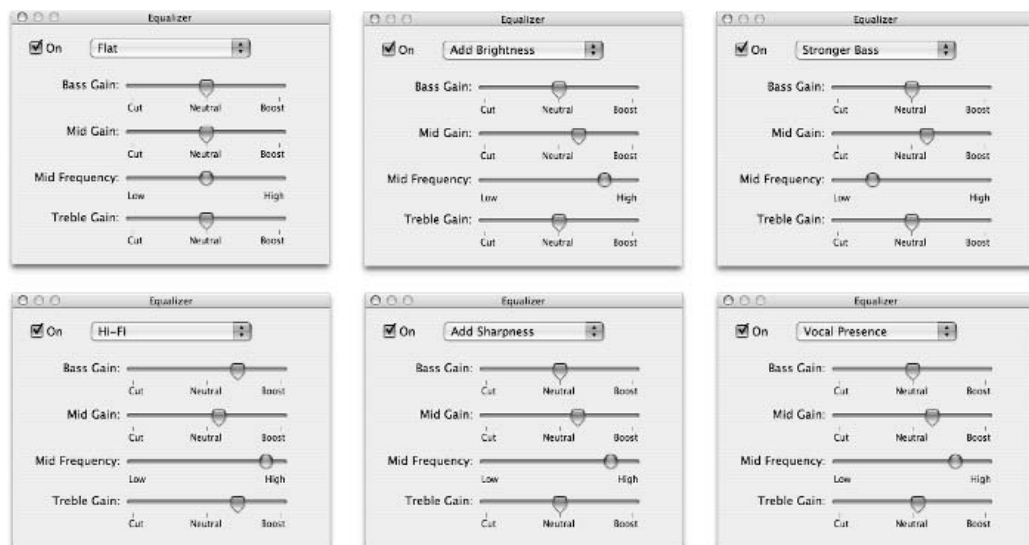 Equalizer
On Flat
Bass Gain:
Cut Neutral Boost
Mid Gain:
Cut Neutral Boost
Mid Frequency:
Low High
Treble Gain:
Cut Neutral Boost
Equalizer
On Add Brightness
Bass Gain:
Cut Neutral Boost
Mid Gain:
Cut Neutral Boost
Mid Frequency:
Low High
Treble Gain:
Cut Neutral Boost
Equalizer
On Stronger Bass
Bass Gain:
Cut Neutral Boost
Mid Gain:
Cut Neutral Boost
Mid Frequency:
Low High
Treble Gain:
Cut Neutral Boost
Equalizer
On Hi-Fi
Bass Gain:
Cut Neutral Boost
Mid Gain:
Cut Neutral Boost
Mid Frequency:
Low High
Treble Gain:
Cut Neutral Boost
Equalizer
On Add Sharpness
Bass Gain:
Cut Neutral Boost
Mid Gain:
Cut Neutral Boost
Mid Frequency:
Low High
Treble Gain:
Cut Neutral Boost
Equalizer
On Vocal Presence
Bass Gain:
Cut Neutral Boost
Mid Gain:
Cut Neutral Boost
Mid Frequency:
Low High
Treble Gain:
Cut Neutral Boost